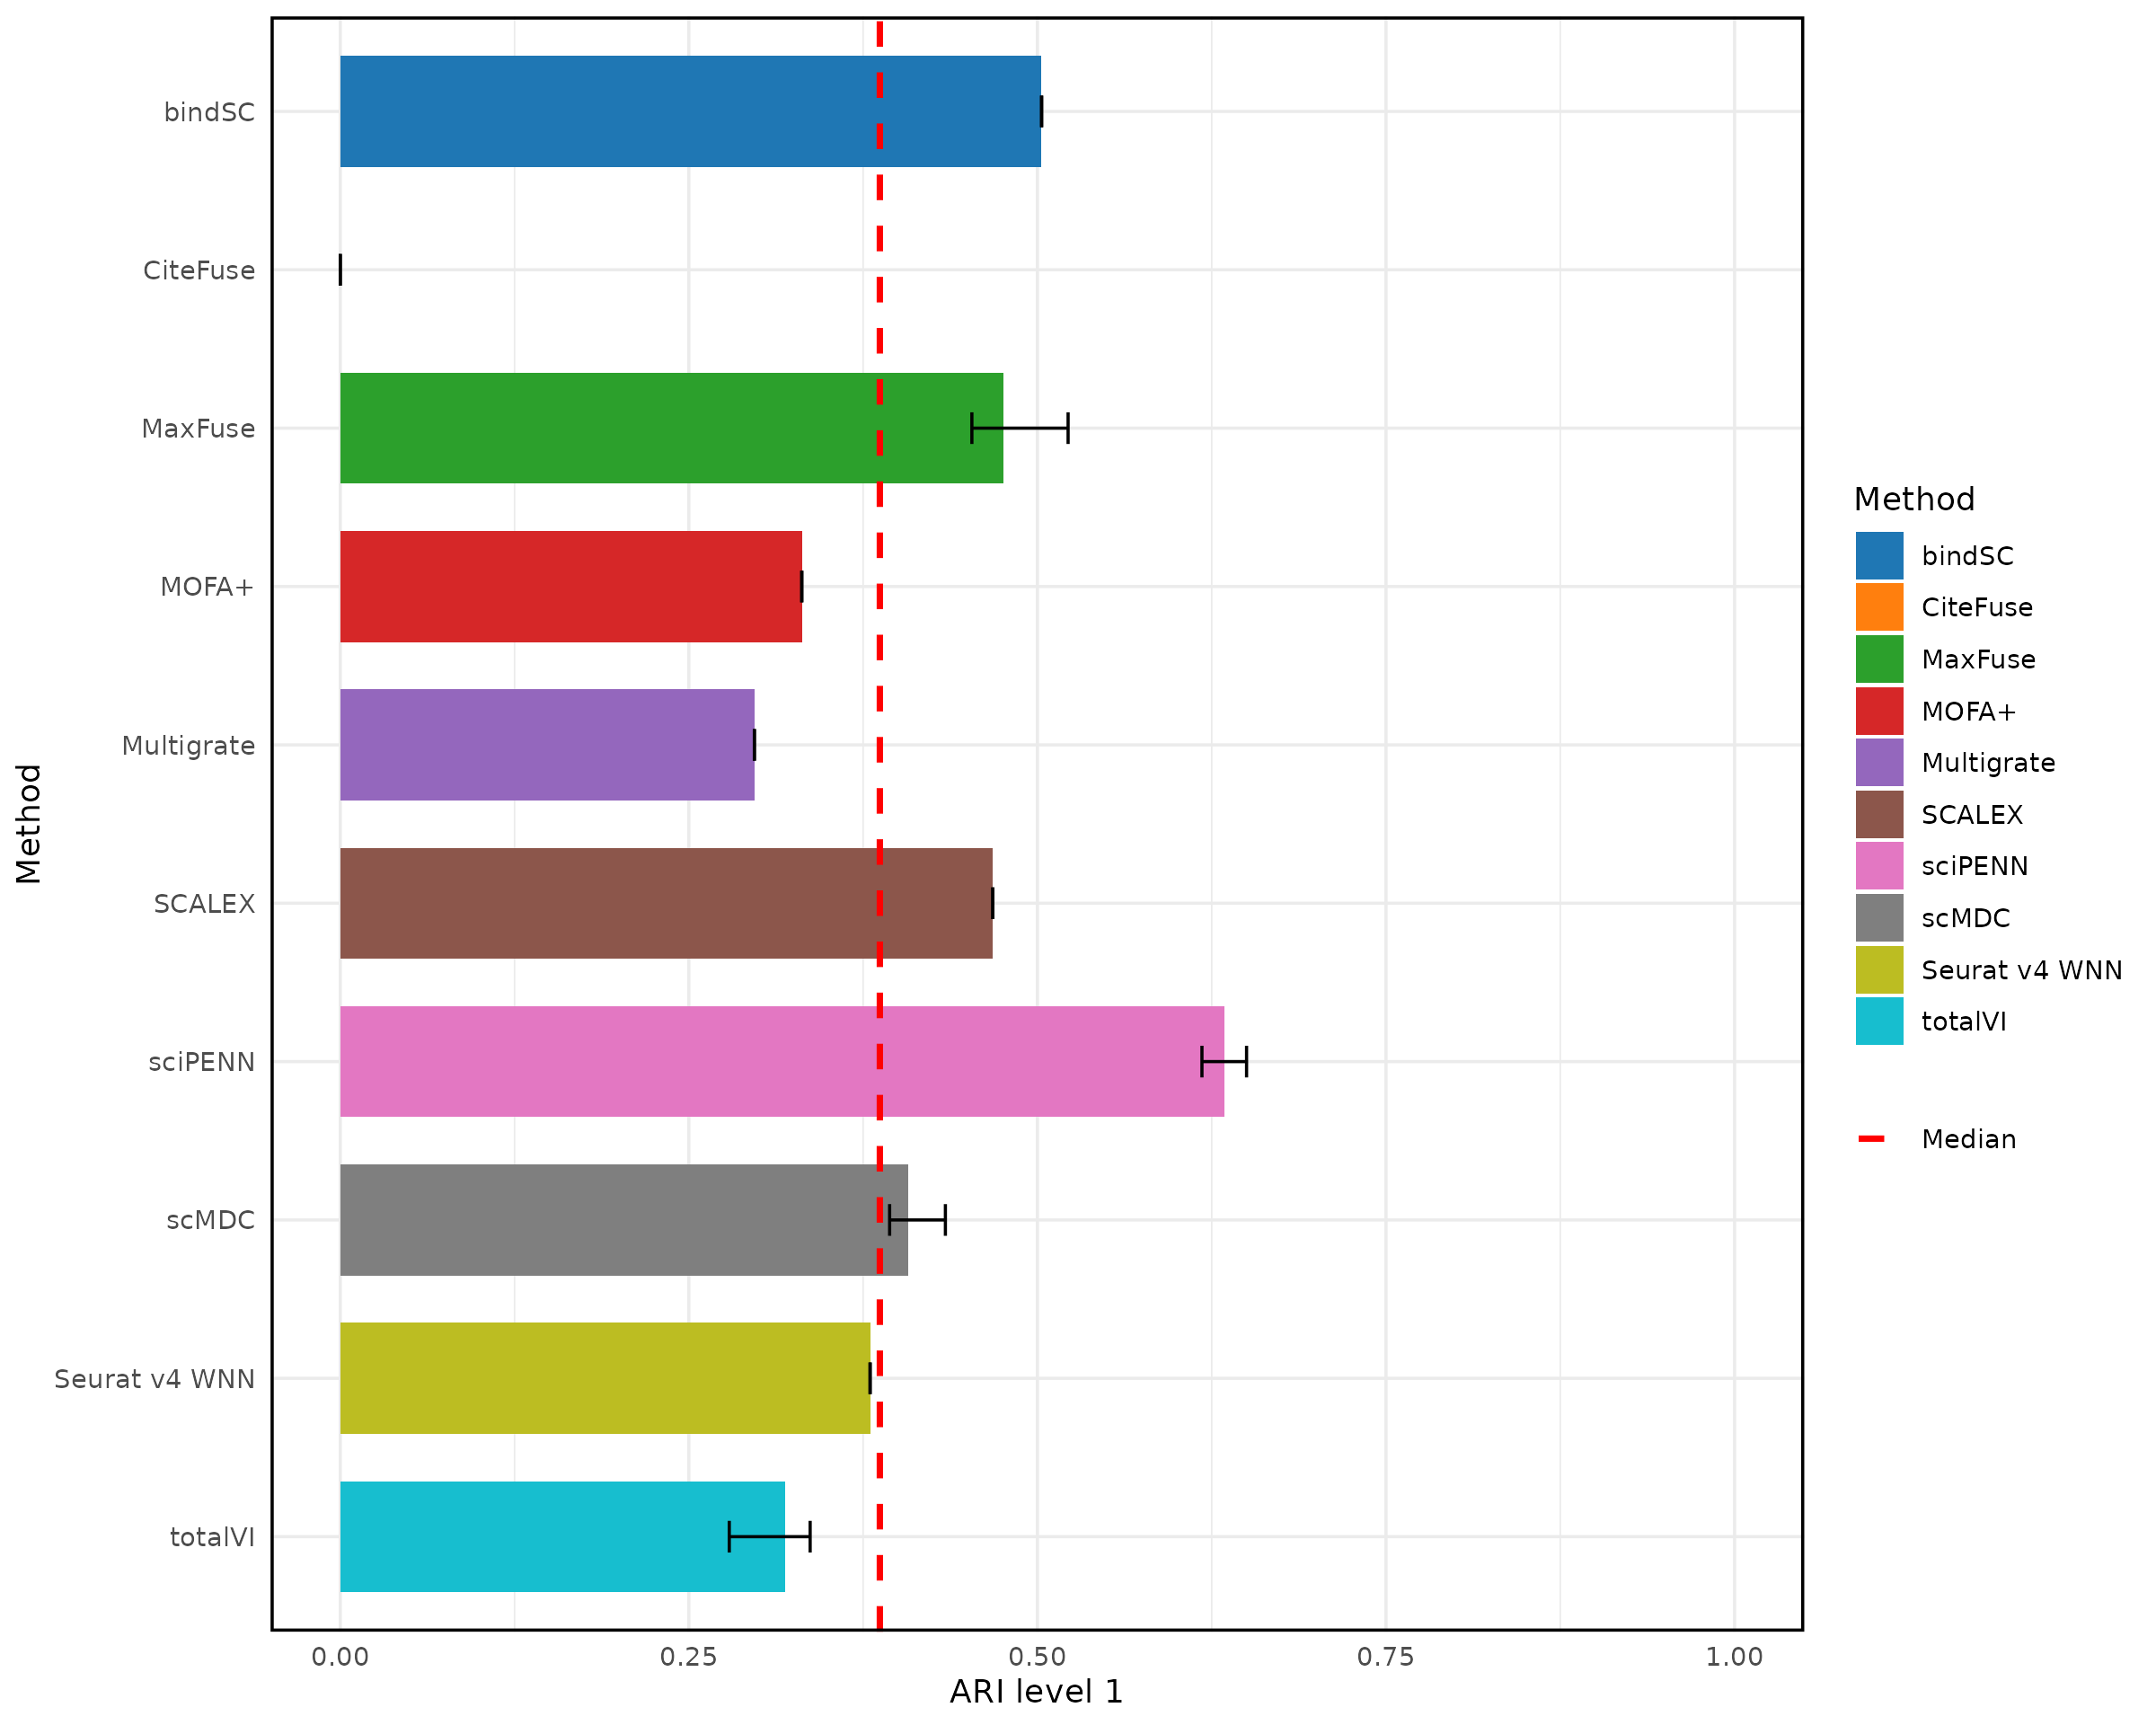 Method
bindSC
CiteFuse
MaxFuse
MOFA+
Multigrate
SCALEX
sciPENN
scMDC
Seurat v4 WNN
totalVI
0.00 0.25 0.50 0.75 1.00
ARI level 1
Method
bindSC
CiteFuse
MaxFuse
MOFA+
Multigrate
SCALEX
sciPENN
scMDC
Seurat v4 WNN
totalVI
Median